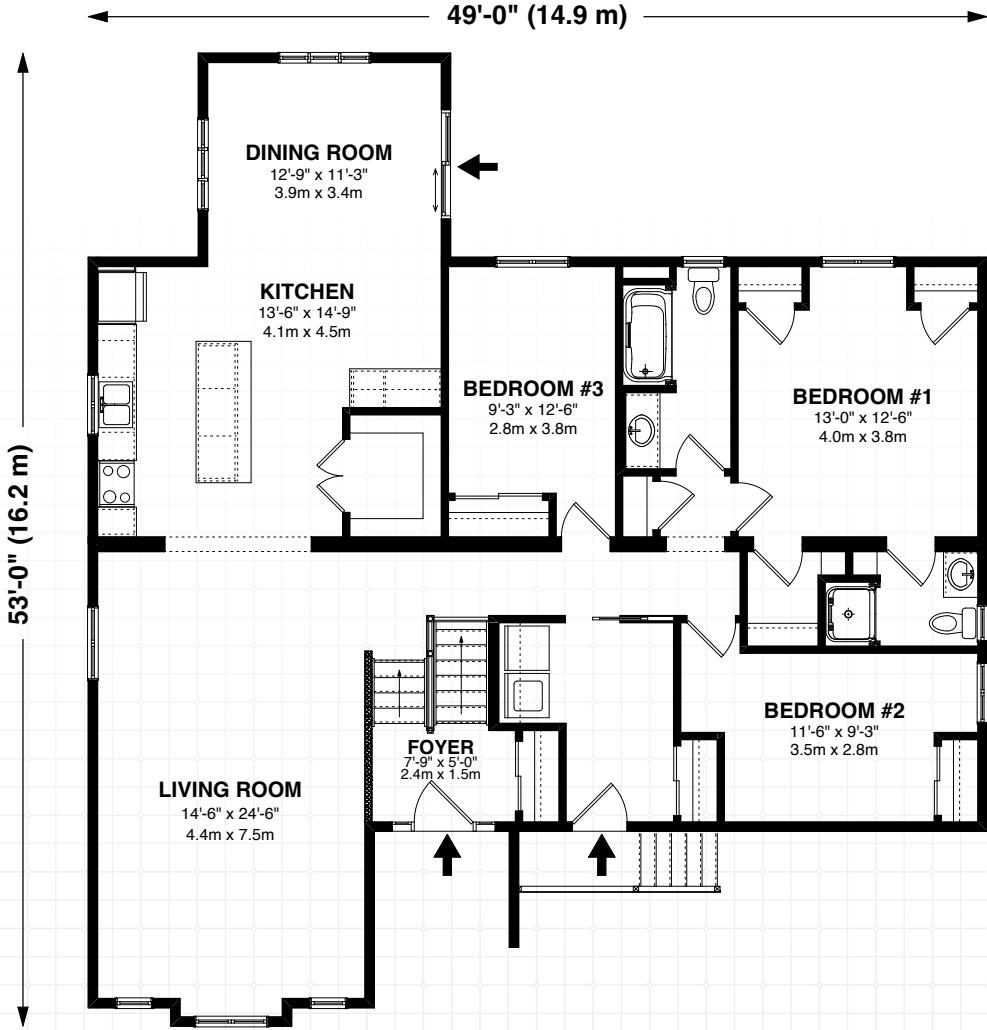 49'-0" (14.9 m)
DINING ROOM
12'-9" x 11'-3"
3.9m x 3.4m
KITCHEN
13'-6" x 14'-9"
4.1m x 4.5m
BEDROOM #3
9'-3" x 12'-6"
2.8m x 3.8m
BEDROOM #1
13'-0" x 12'-6"
4.0m x 3.8m
53'-0" (16.2 m)
BEDROOM #2
11'-6" x 9'-3"
3.5m x 2.8m
FOYER
7'-9" x 5'-0"
2.4m x 1.5m
LIVING ROOM
14'-6" x 24'-6"
4.4m x 7.5m